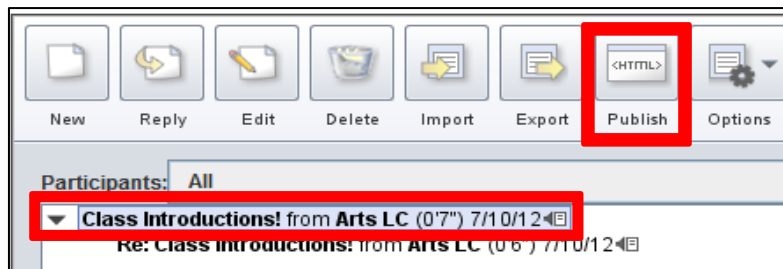 <HTML>
New Reply Edit Delete Import Export Publish Options
Participants: All
Class Introductions! from Arts LC (0'7") 7/10/12
Re: Class Introductions! from Arts LC (0'6") 7/10/12